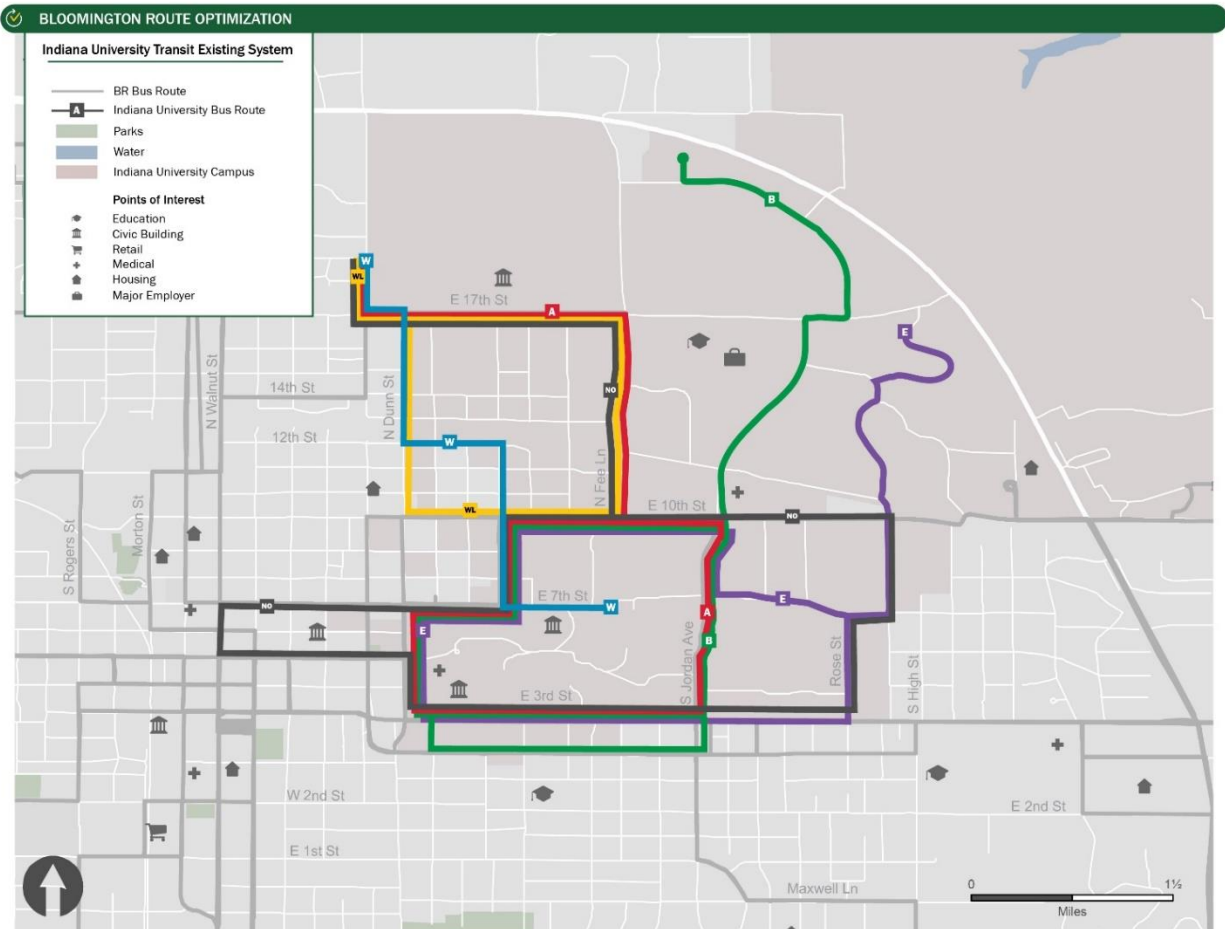 BLOOMINGTON ROUTE OPTIMIZATION
Indiana University Transit Existing System
BR Bus Route
A
Indiana University Bus Route
Parks
Water
Indiana University Campus
Points of Interest
Education
Civic Building
Retail
Medical
Housing
Major Employer
B
W
WL
E 17th St
A
E
N Walnut St
14th St
N Dunn St
NO
12th St
W
N Fee Ln
E 10th St
WL
NO
S Rogers St
Morton St
E 7th St
W
E
NO
A
E
B
S Jordan Ave
Rose St
S High St
E 3rd St
W 2nd St
E 2nd St
E 1st St
Maxwell Ln
0
1½
Miles